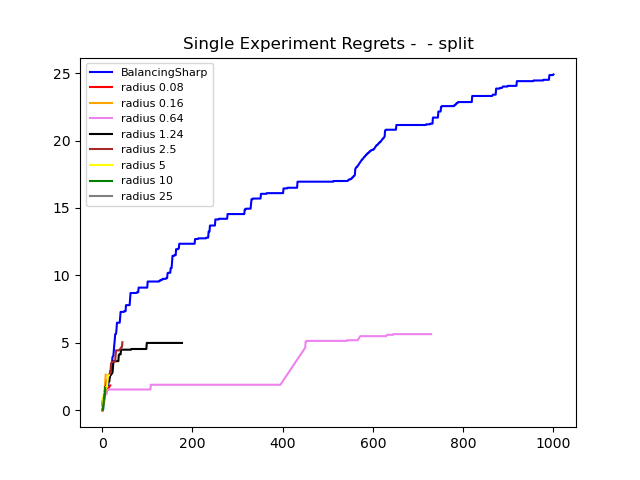 Single Experiment Regrets -  - split
BalancingSharp
radius 0.08
radius 0.16
radius 0.64
radius 1.24
radius 2.5
radius 5
radius 10
radius 25
25
20
15
10
5
0
0 200 400 600 800 1000